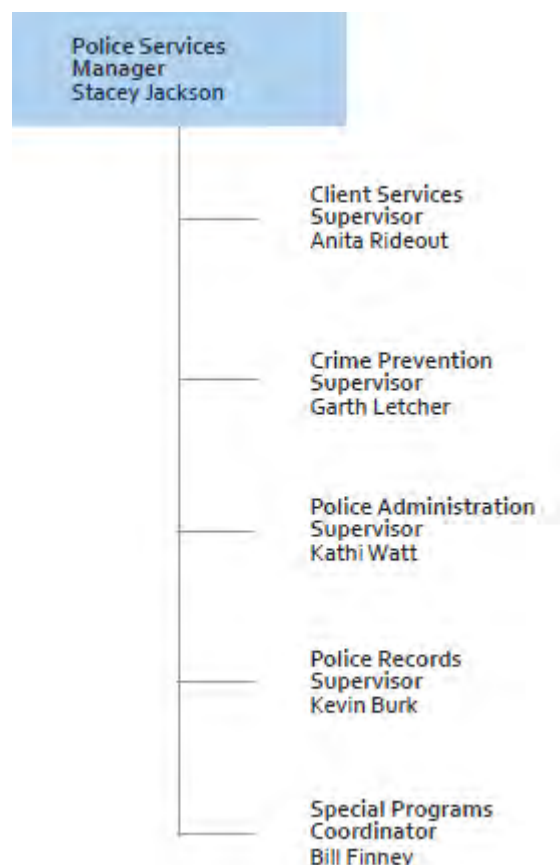 Police Services
Manager
Stacey Jackson
Client Services
Supervisor
Anita Rideout
Crime Prevention
Supervisor
Garth Letcher
Police Administration
Supervisor
Kathi Watt
Police Records
Supervisor
Kevin Burk
Special Programs
Coordinator
Bill Finney